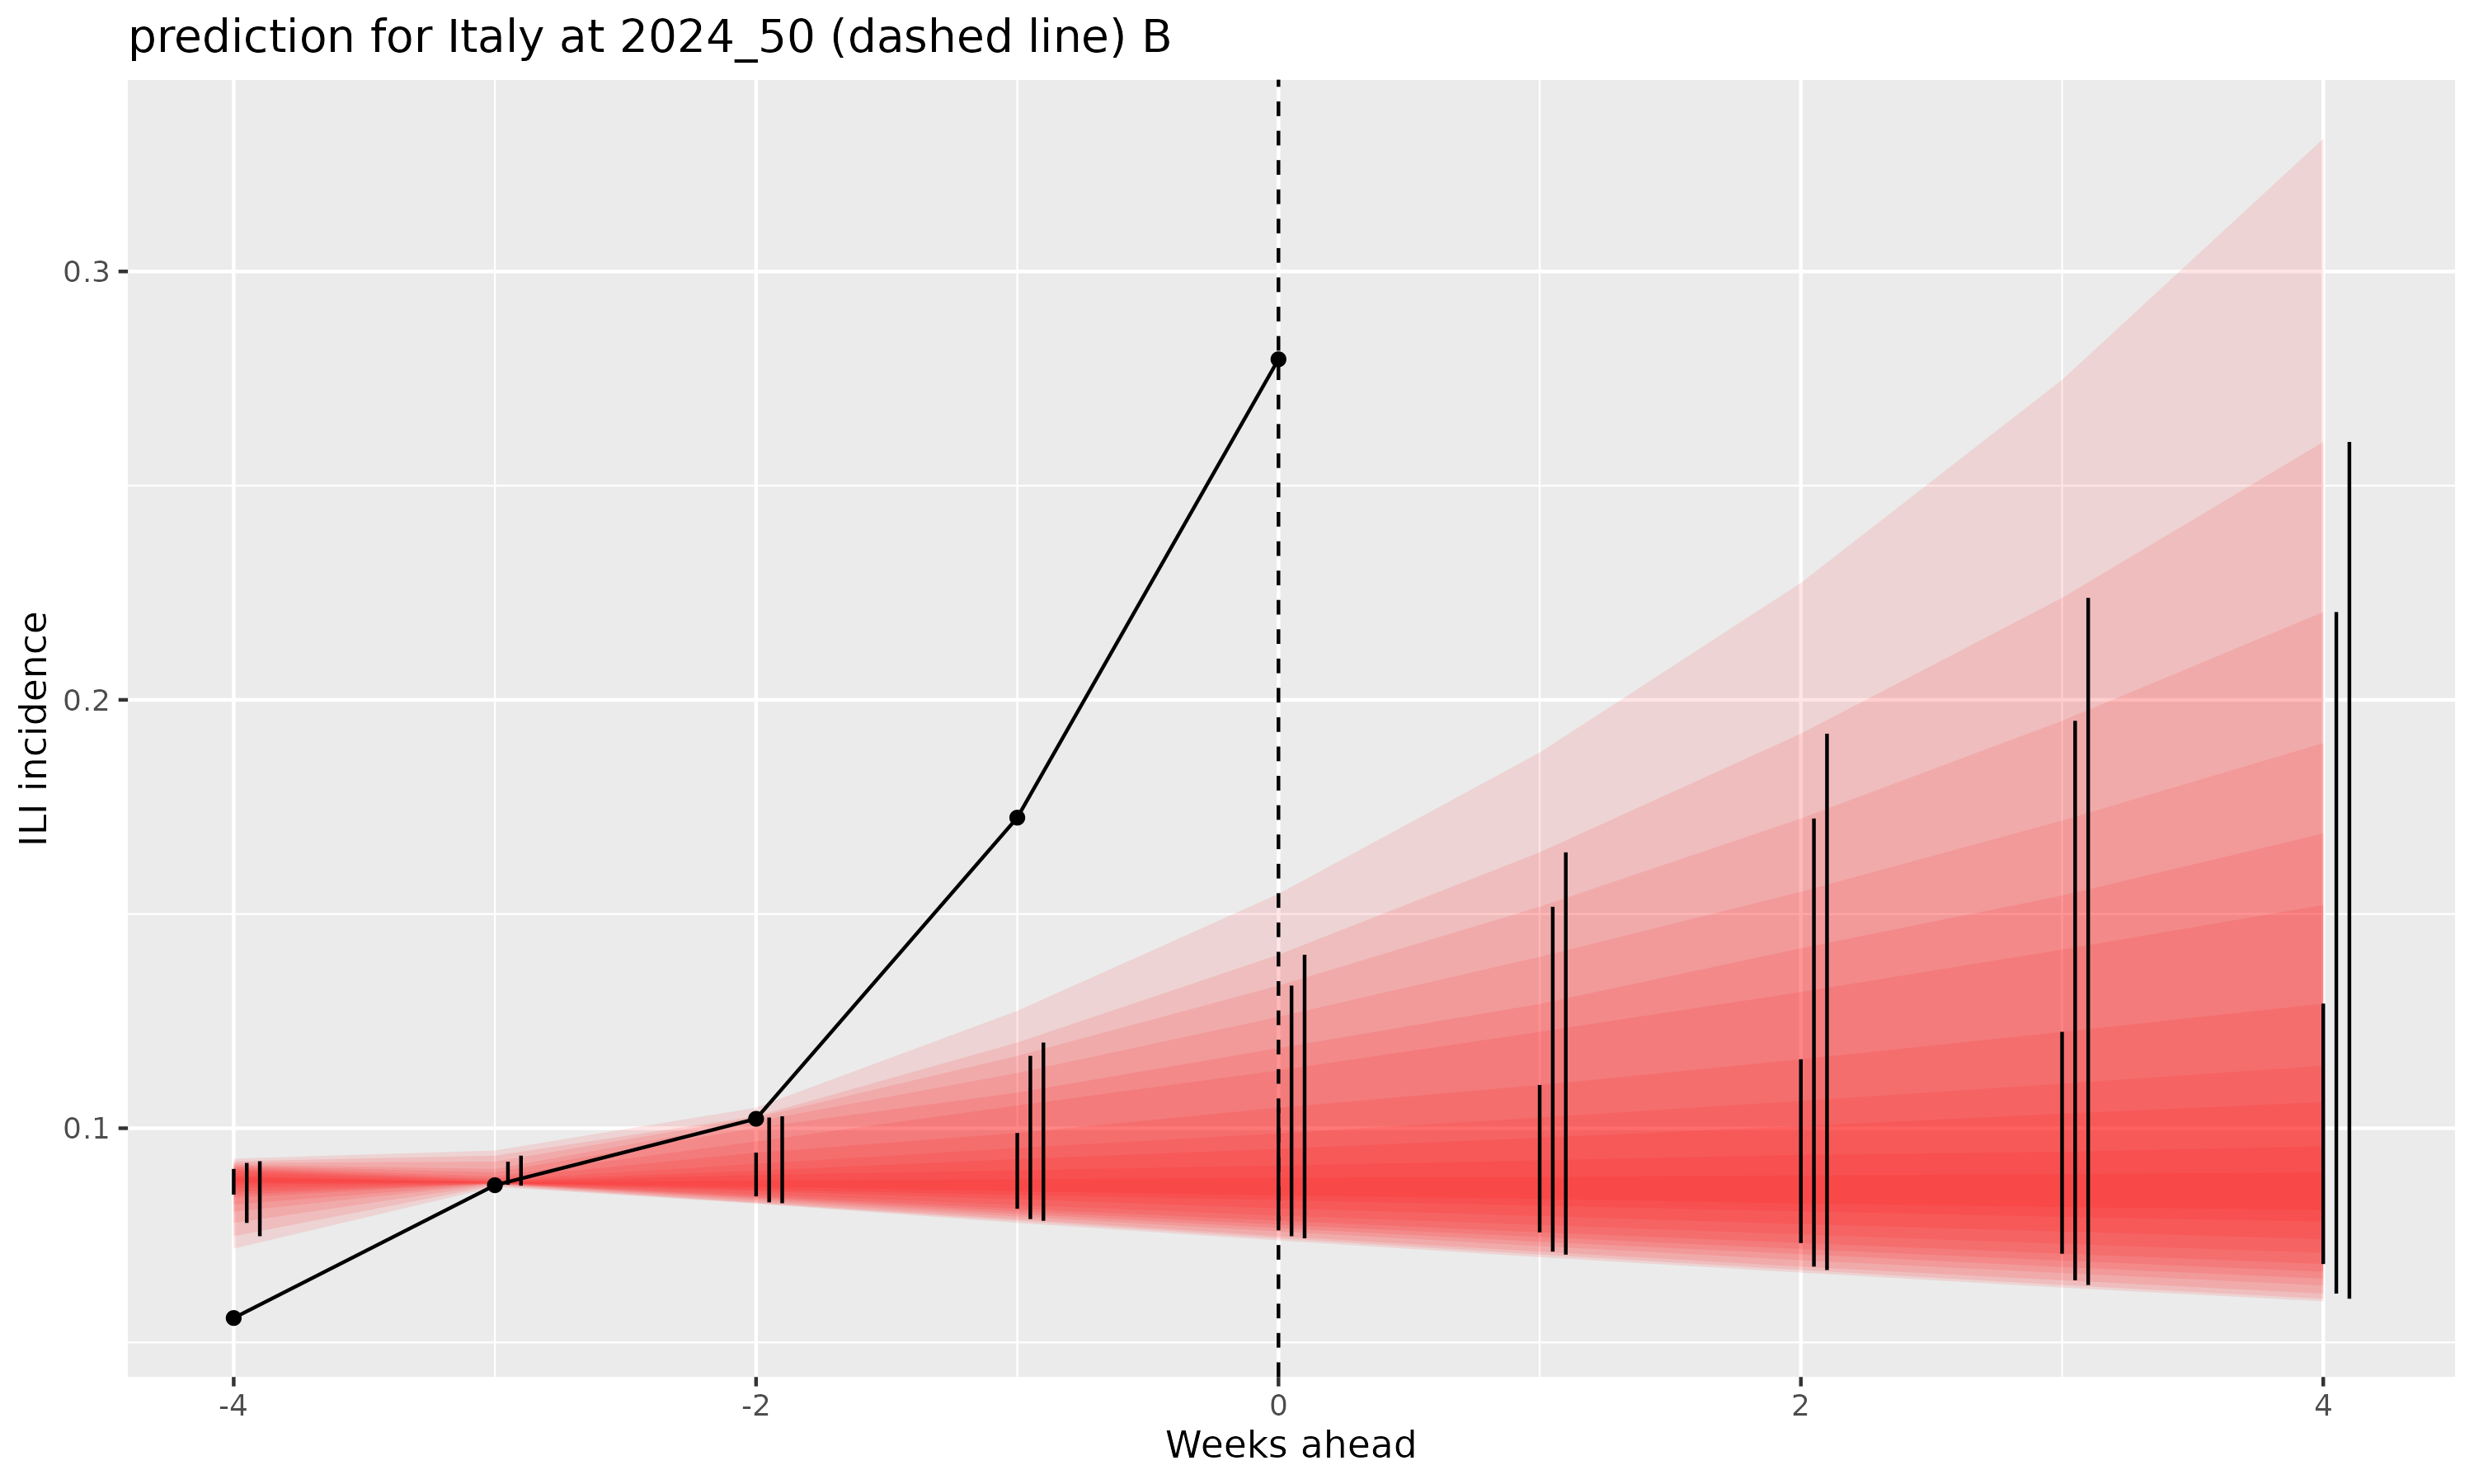 prediction for Italy at 2024_50 (dashed line) B
ILI incidence
0.3
0.2
0.1
-4
-2
0
2
4
Weeks ahead